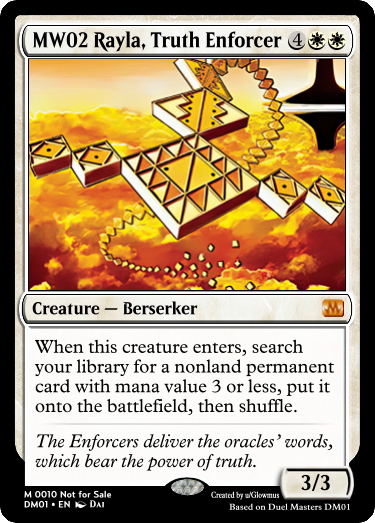 MW02 Rayla, Truth Enforcer 4
Creature — Berserker
When this creature enters, search
your library for a nonland permanent
card with mana value 3 or less, put it
onto the battlefield, then shuffle.
The Enforcers deliver the oracles' words,
which bear the power of truth.
3/3
M 0010 Not for Sale
DM01 • EN Dai
Created by u/Glowmus
Based on Duel Masters DM01